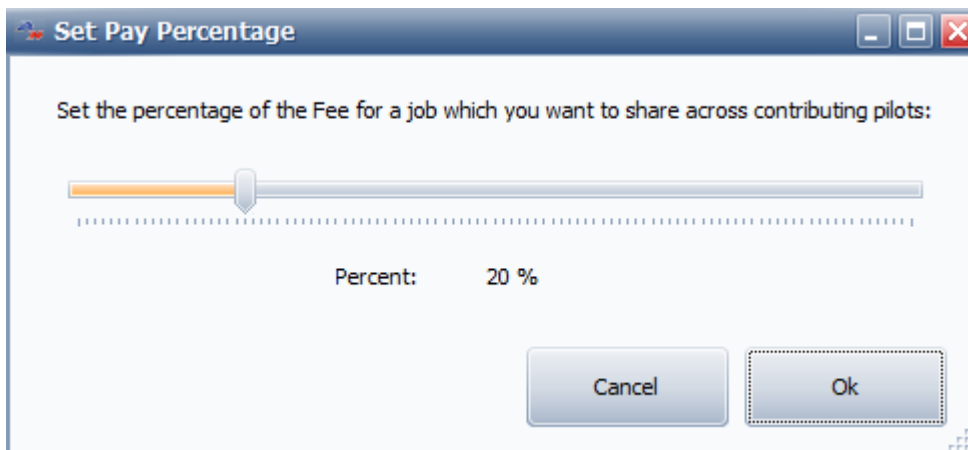 Set Pay Percentage
Set the percentage of the Fee for a job which you want to share across contributing pilots:
Percent: 20 %
Cancel Ok